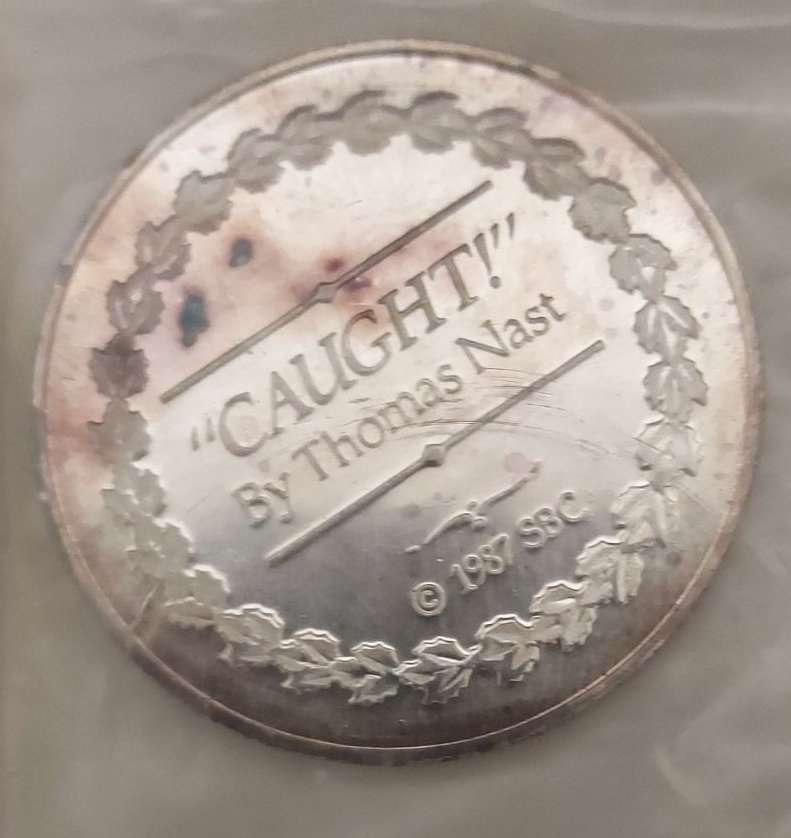 “CAUGHT!”
By Thomas Nast
© 1987 SBC